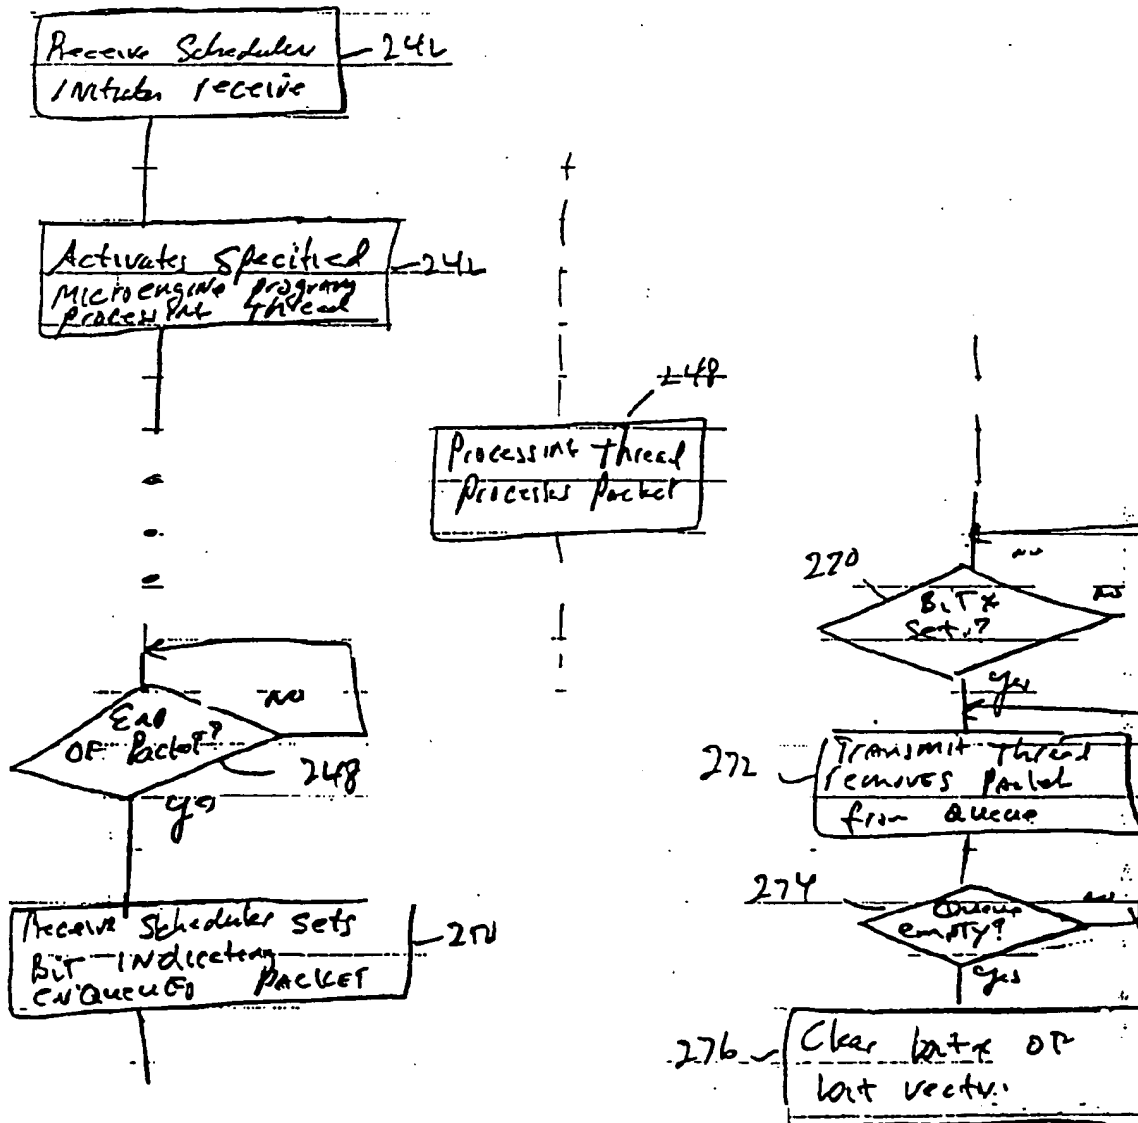 Receive Scheduler
242
Initiates receive
Activates Specified
242
Microengine program
processing thread
248
Processing thread
processes packet
End
OF Packet?
No
248
yes
Receive Scheduler sets
BIT INdicating
ENQUEUED PACKET
250
270
BIT x
Set?
no
no
yes
272
TRANSMIT Thread
removes Packet
from Queue
274
Queue
empty?
no
yes
276
Clear bit x OF
bit vector